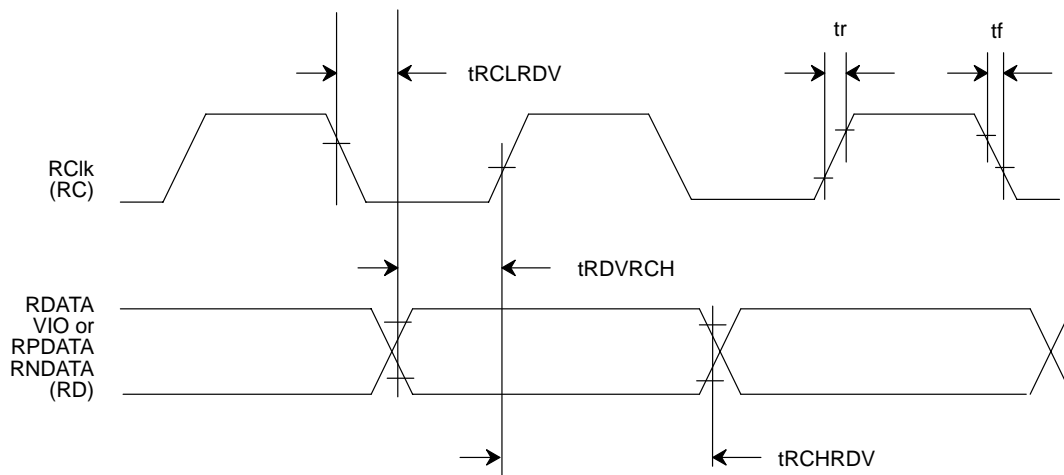 tr
tf
tRCLRDV
RClk
(RC)
tRDVRCH
RDATA
VIO or
RPDATA
RNDATA
(RD)
tRCHRDV